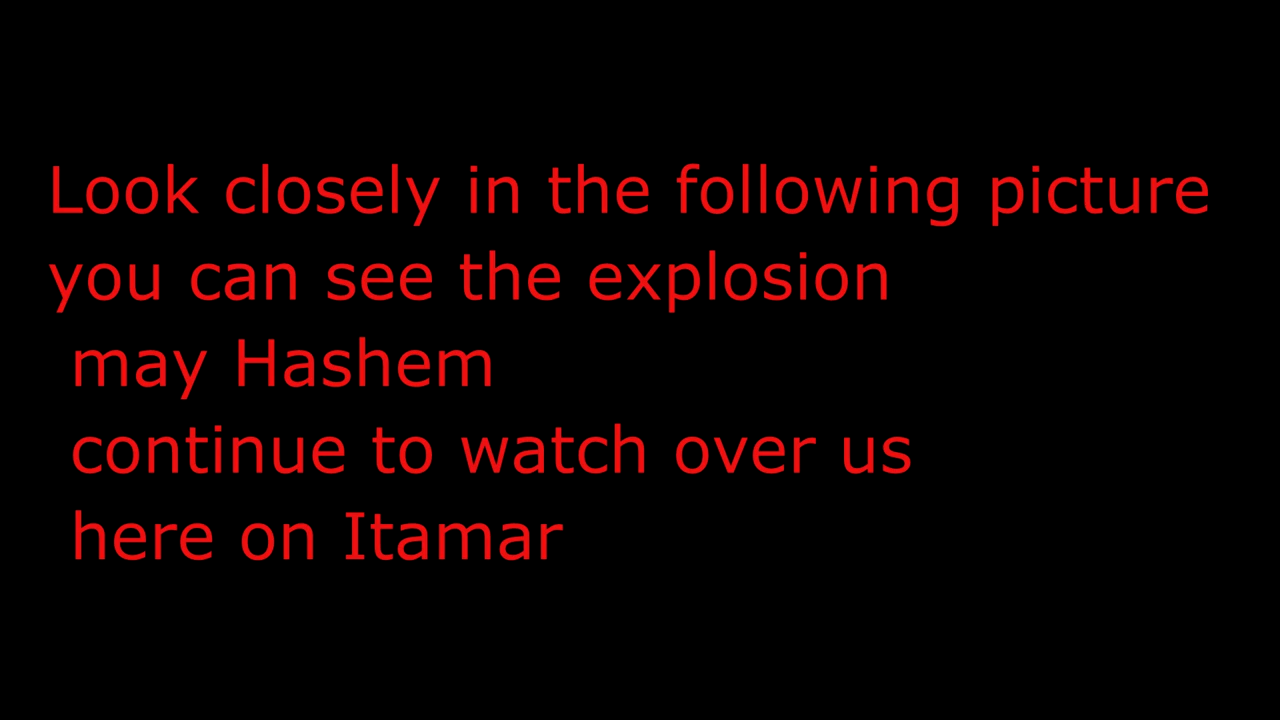 Look closely in the following picture
you can see the explosion
may Hashem
continue to watch over us
here on Itamar